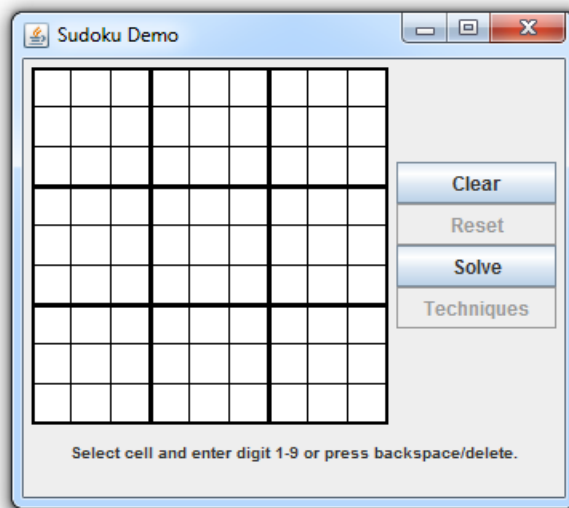 Sudoku Demo
Clear
Reset
Solve
Techniques
Select cell and enter digit 1-9 or press backspace/delete.